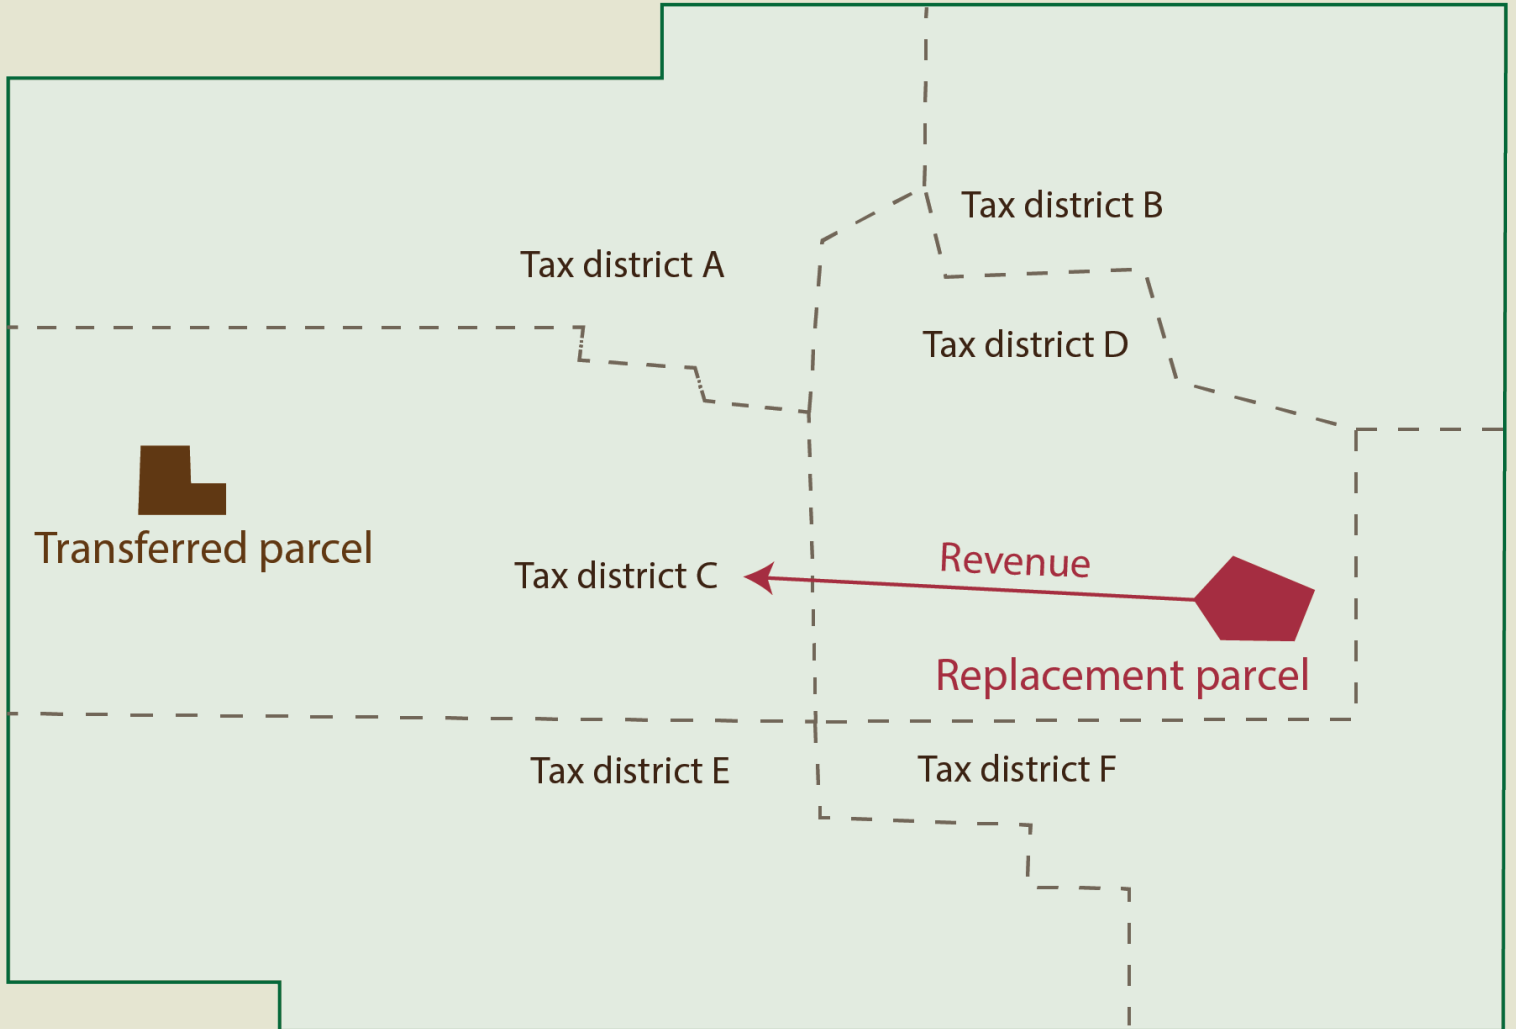 Tax district B
Tax district A
Tax district D
Transferred parcel
Tax district C
Revenue
Replacement parcel
Tax district E
Tax district F